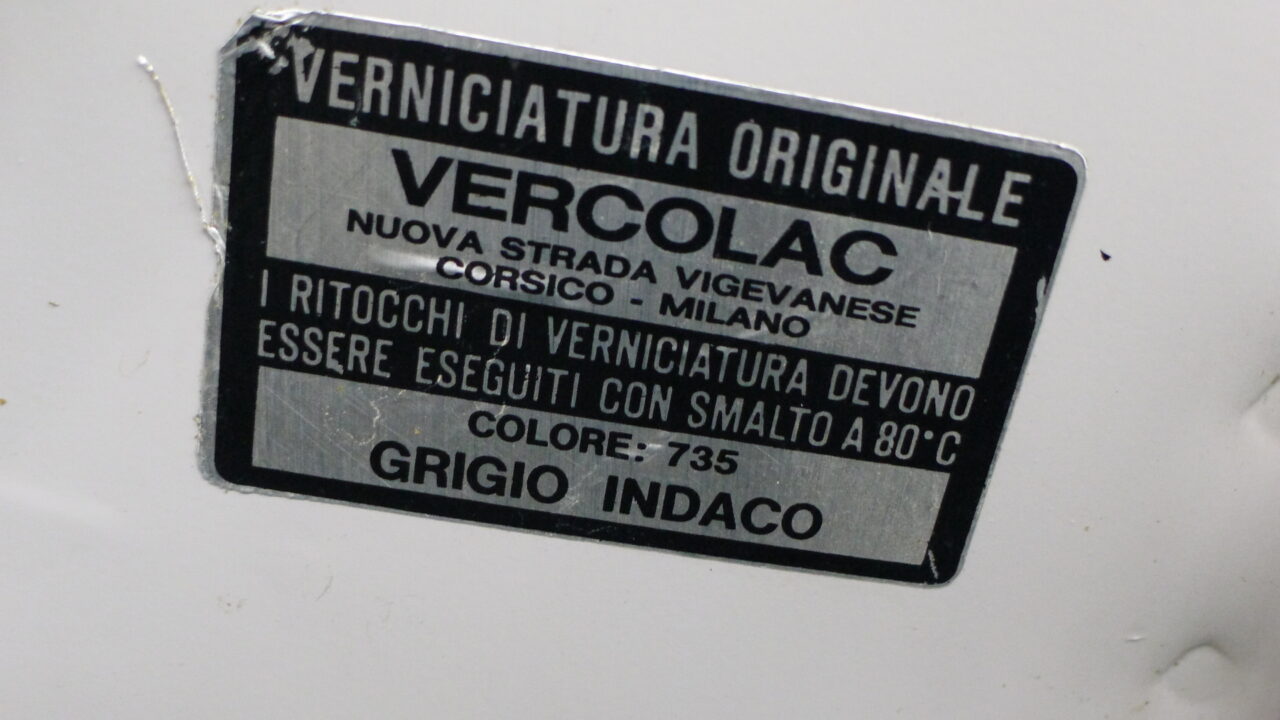 VERNICIATURA ORIGINALE
VERCOLAC
NUOVA STRADA VIGEVANESE
CORSICO - MILANO
I RITOCCHI DI VERNICIATURA DEVONO
ESSERE ESEGUITI CON SMALTO A 80°C
COLORE: 735
GRIGIO INDACO